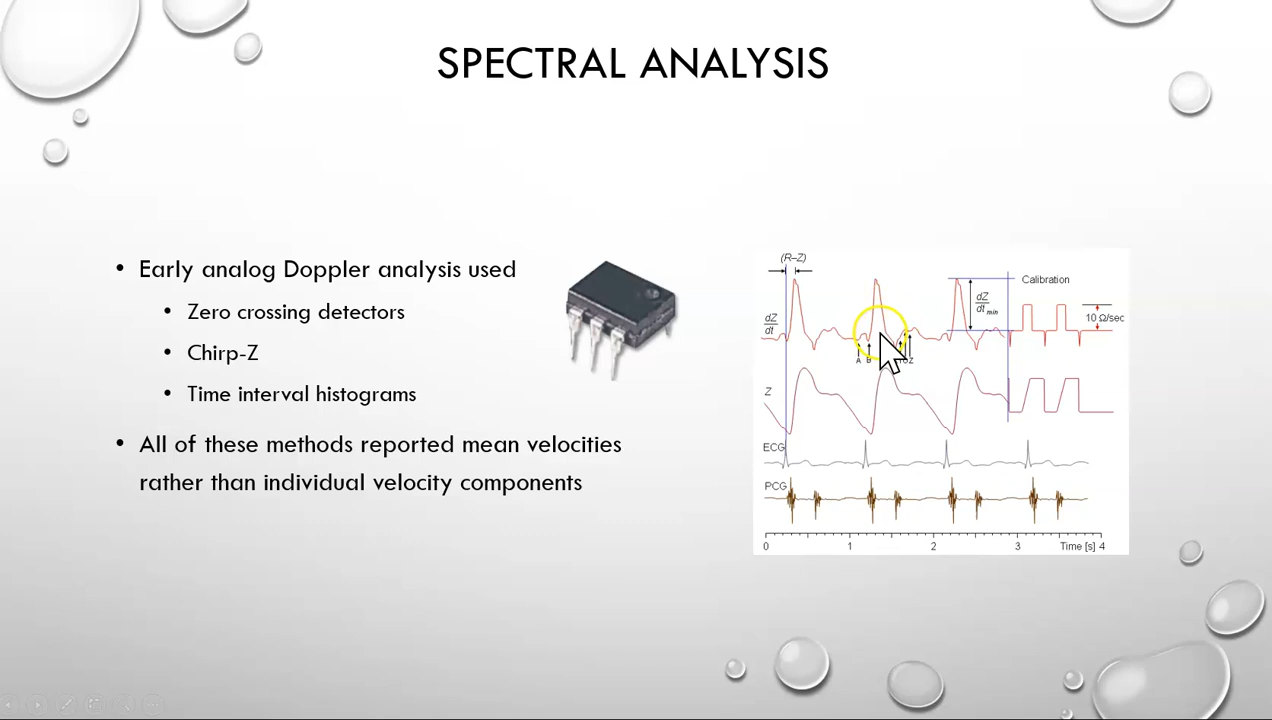 SPECTRAL ANALYSIS
• Early analog Doppler analysis used
• Zero crossing detectors
• Chirp-Z
• Time interval histograms
• All of these methods reported mean velocities
rather than individual velocity components
(R–Z)
Calibration
dZ
dt
dZ
dt min
10 Ω/sec
A B Z
Z
ECG
PCG
0 1 2 3 Time [s] 4